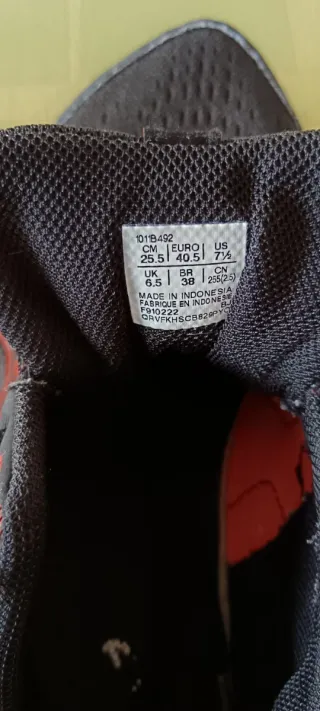 1011B492
CM EURO US
25.5 40.5 7½
UK BR CN
6.5 38 255(2.5)
MADE IN INDONESIA
FABRIQUE EN INDONESIE
F910222